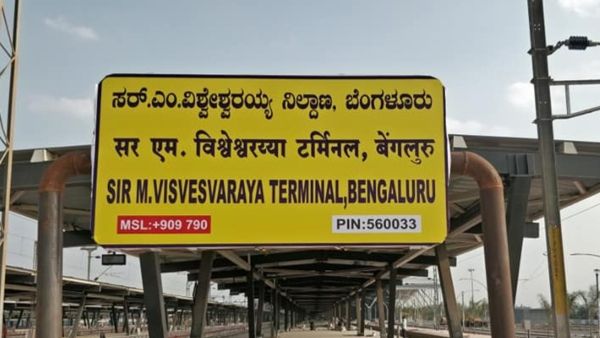 ಸರ್.ಎಂ.ವಿಶ್ವೇಶ್ವರಯ್ಯ ನಿಲ್ದಾಣ, ಬೆಂಗಳೂರು
सर एम. विश्वेश्वरय्या टर्मिनल, बेंगलुरु
SIR M.VISVESVARAYA TERMINAL,BENGALURU
MSL:+909 790 PIN:560033